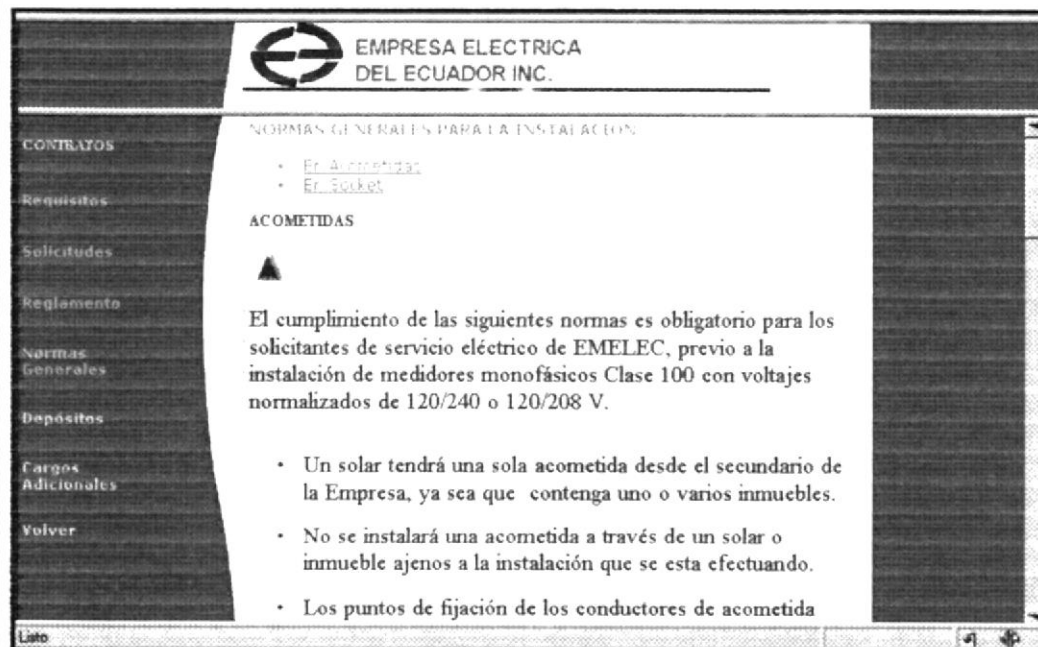 EMPRESA ELECTRICA
DEL ECUADOR INC.
NORMAS GENERALES PARA LA INSTALACION
CONTRATOS
Requisitos
Solicitudes
Reglamento
Normas
Generales
Depósitos
Cargos
Adicionales
Volver
• En Acometidas
• En Socket
ACOMETIDAS
El cumplimiento de las siguientes normas es obligatorio para los
solicitantes de servicio eléctrico de EMELEC, previo a la
instalación de medidores monofásicos Clase 100 con voltajes
normalizados de 120/240 o 120/208 V.
• Un solar tendrá una sola acometida desde el secundario de
la Empresa, ya sea que contenga uno o varios inmuebles.
• No se instalará una acometida a través de un solar o
inmueble ajenos a la instalación que se esta efectuando.
• Los puntos de fijación de los conductores de acometida
Listo